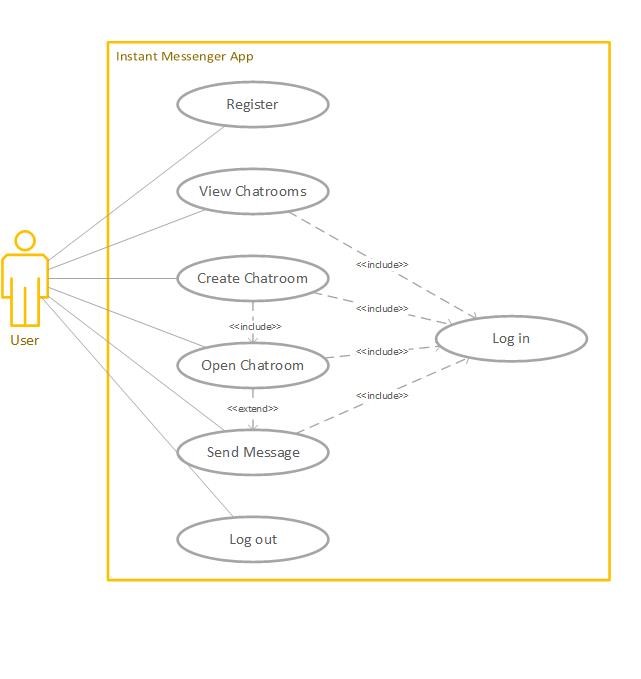 Instant Messenger App
Register
View Chatrooms
<<include>>
Create Chatroom
<<include>>
<<include>>
User
Log in
<<include>>
Open Chatroom
<<include>>
<<extend>>
Send Message
Log out